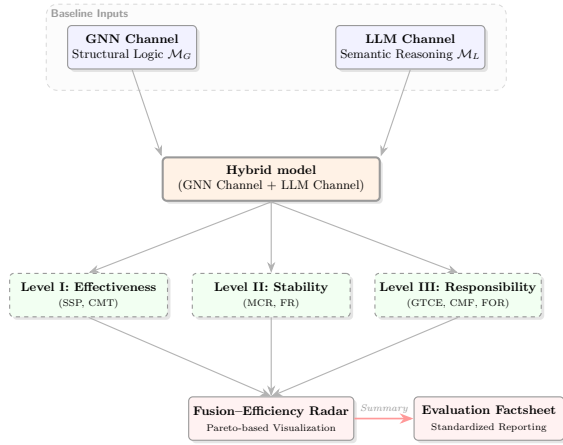 Baseline Inputs
GNN Channel
Structural Logic 𝓜_G
LLM Channel
Semantic Reasoning 𝓜_L
Hybrid model
(GNN Channel + LLM Channel)
Level I: Effectiveness
(SSP, CMT)
Level II: Stability
(MCR, FR)
Level III: Responsibility
(GTCE, CMF, FOR)
Fusion–Efficiency Radar
Pareto-based Visualization
Summary
Evaluation Factsheet
Standardized Reporting